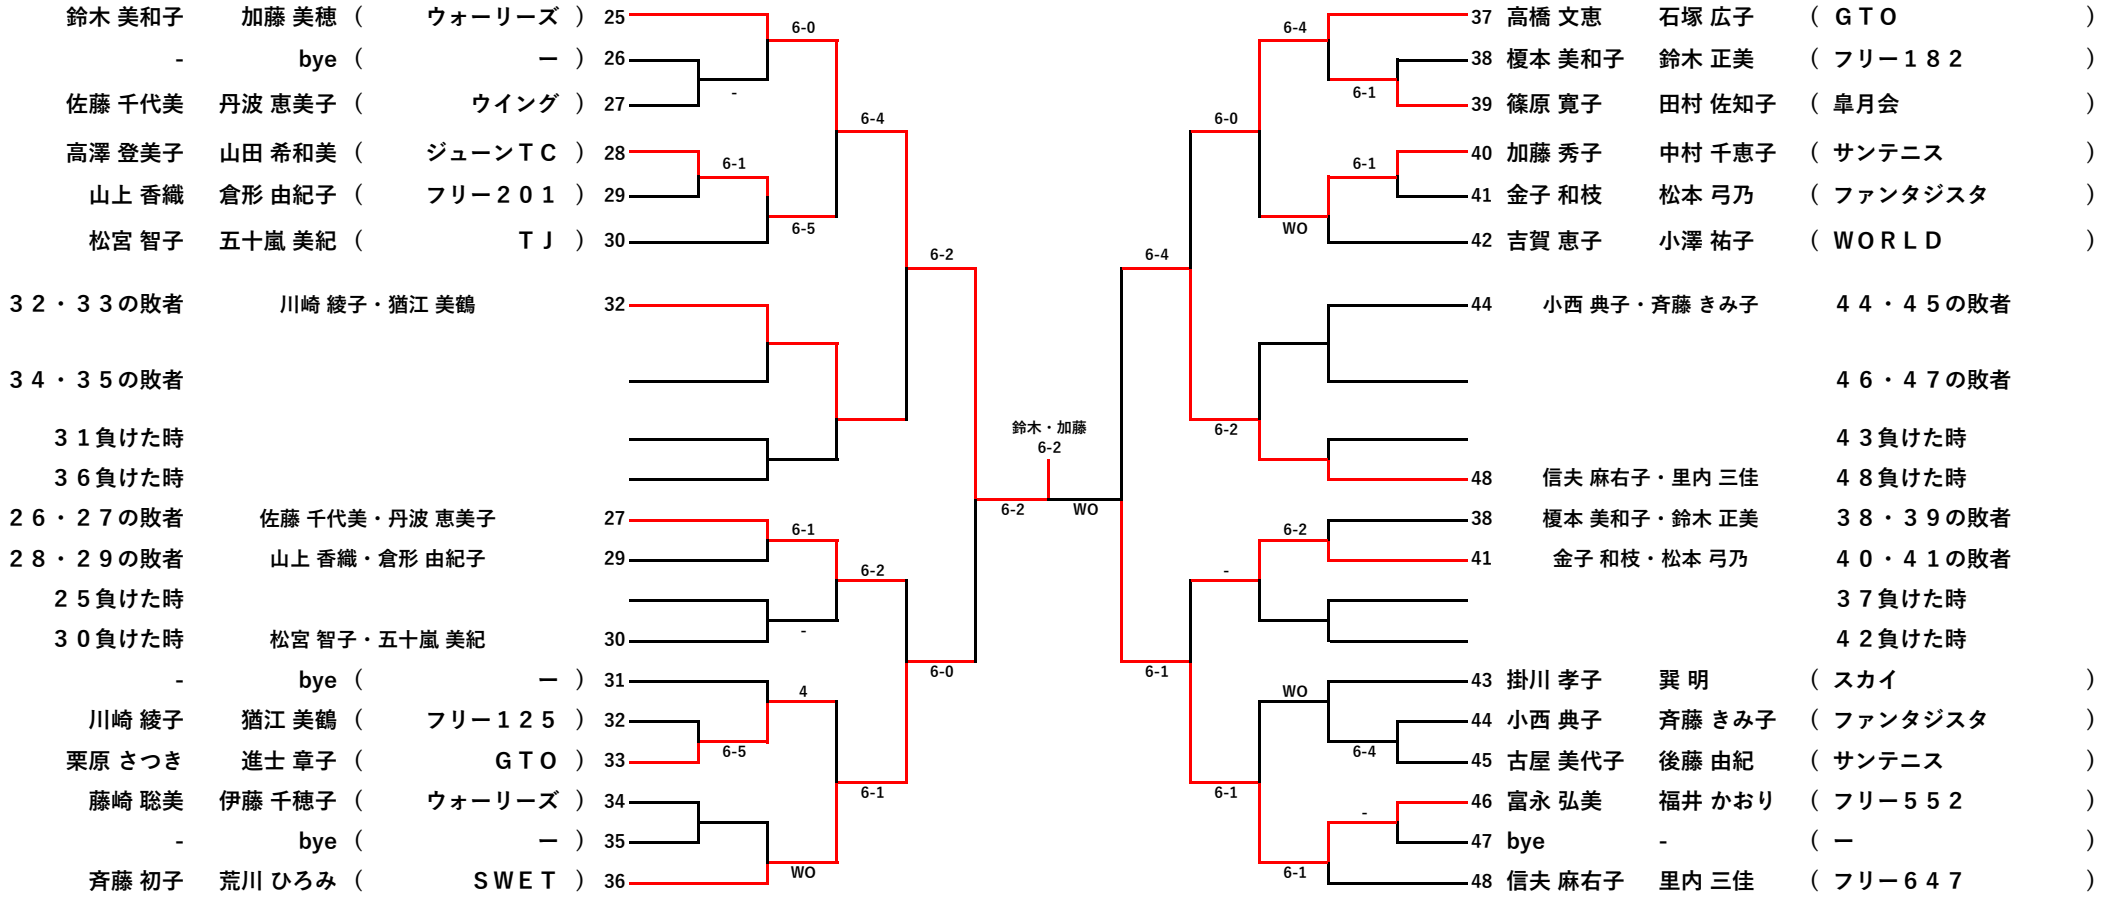 鈴木 美和子 加藤 美穂 （ ウォーリーズ ） 25
- bye （ ー ） 26
佐藤 千代美 丹波 恵美子 （ ウイング ） 27
高澤 登美子 山田 希和美 （ ジューンＴＣ ） 28
山上 香織 倉形 由紀子 （ フリー２０１ ） 29
松宮 智子 五十嵐 美紀 （ ＴＪ ） 30
３２・３３の敗者 川崎 綾子・猶江 美鶴 32
３４・３５の敗者
３１負けた時
３６負けた時
２６・２７の敗者 佐藤 千代美・丹波 恵美子 27
２８・２９の敗者 山上 香織・倉形 由紀子 29
２５負けた時
３０負けた時 松宮 智子・五十嵐 美紀 30
- bye （ ー ） 31
川崎 綾子 猶江 美鶴 （ フリー１２５ ） 32
栗原 さつき 進士 章子 （ ＧＴＯ ） 33
藤崎 聡美 伊藤 千穂子 （ ウォーリーズ ） 34
- bye （ ー ） 35
斉藤 初子 荒川 ひろみ （ ＳＷＥＴ ） 36
6-0
-
6-4
6-1
6-5
6-2
6-1
6-2
-
6-0
4
6-5
6-1
WO
鈴木・加藤
6-2
6-2 WO
6-4
6-1
6-0
6-1
WO
6-4
6-2
6-2
-
6-1
WO
6-4
6-1
-
6-1
37 高橋 文恵 石塚 広子 （ ＧＴＯ ）
38 榎本 美和子 鈴木 正美 （ フリー１８２ ）
39 篠原 寛子 田村 佐知子 （ 皐月会 ）
40 加藤 秀子 中村 千恵子 （ サンテニス ）
41 金子 和枝 松本 弓乃 （ ファンタジスタ ）
42 吉賀 恵子 小澤 祐子 （ ＷＯＲＬＤ ）
44 小西 典子・斉藤 きみ子 ４４・４５の敗者
４６・４７の敗者
４３負けた時
48 信夫 麻右子・里内 三佳 ４８負けた時
38 榎本 美和子・鈴木 正美 ３８・３９の敗者
41 金子 和枝・松本 弓乃 ４０・４１の敗者
３７負けた時
４２負けた時
43 掛川 孝子 巽 明 （ スカイ ）
44 小西 典子 斉藤 きみ子 （ ファンタジスタ ）
45 古屋 美代子 後藤 由紀 （ サンテニス ）
46 富永 弘美 福井 かおり （ フリー５５２ ）
47 bye - （ ー ）
48 信夫 麻右子 里内 三佳 （ フリー６４７ ）